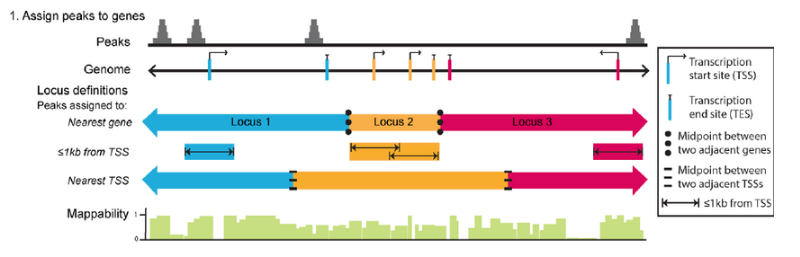 1. Assign peaks to genes
Peaks
Genome
Locus definitions
Peaks assigned to:
Nearest gene
Locus 1
Locus 2
Locus 3
≤1kb from TSS
Nearest TSS
Mappability
1
0
Transcription
start site (TSS)
Transcription
end site (TES)
Midpoint between
two adjacent genes
Midpoint between
two adjacent TSSs
≤1kb from TSS